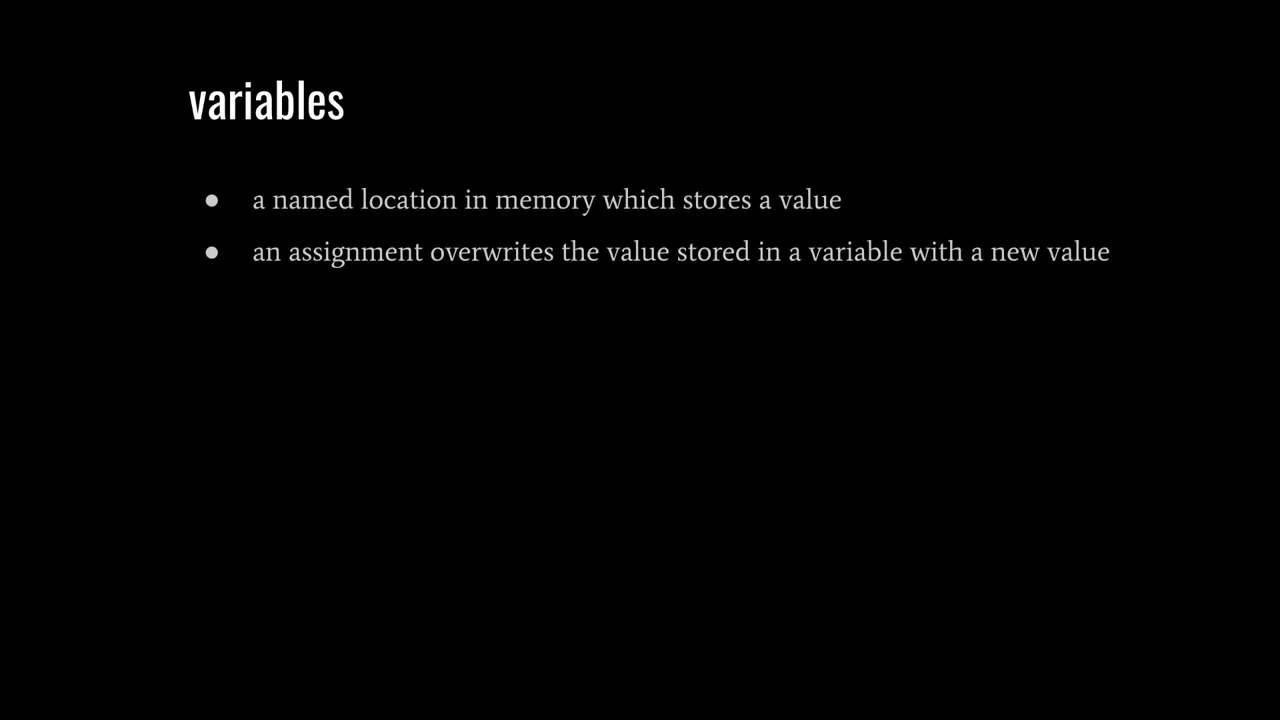 variables
● a named location in memory which stores a value
● an assignment overwrites the value stored in a variable with a new value